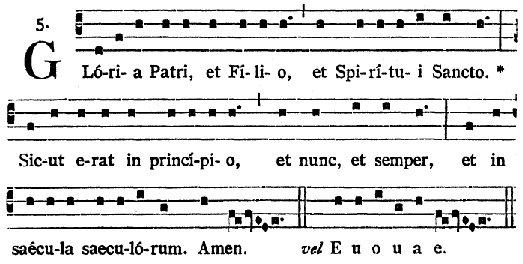 5.
GLó-ri- a Patri, et Fí- li- o, et Spi-rí-tu- i Sancto. *
Sic-ut e-rat in princí-pi- o, et nunc, et semper, et in
saécu-la saecu-ló-rum. Amen. vel E u o u a e.